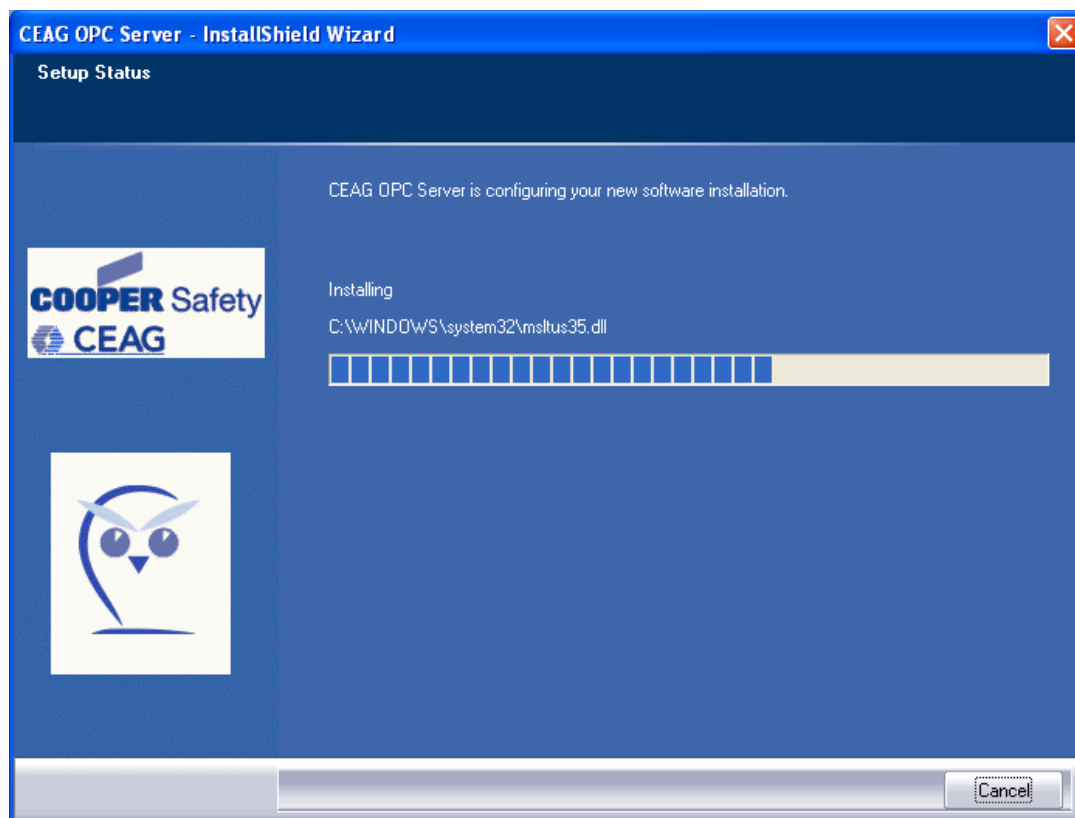 CEAG OPC Server - InstallShield Wizard
Setup Status
CEAG OPC Server is configuring your new software installation.
COOPER Safety
CEAG
Installing
C:\WINDOWS\system32\msltus35.dll
Cancel